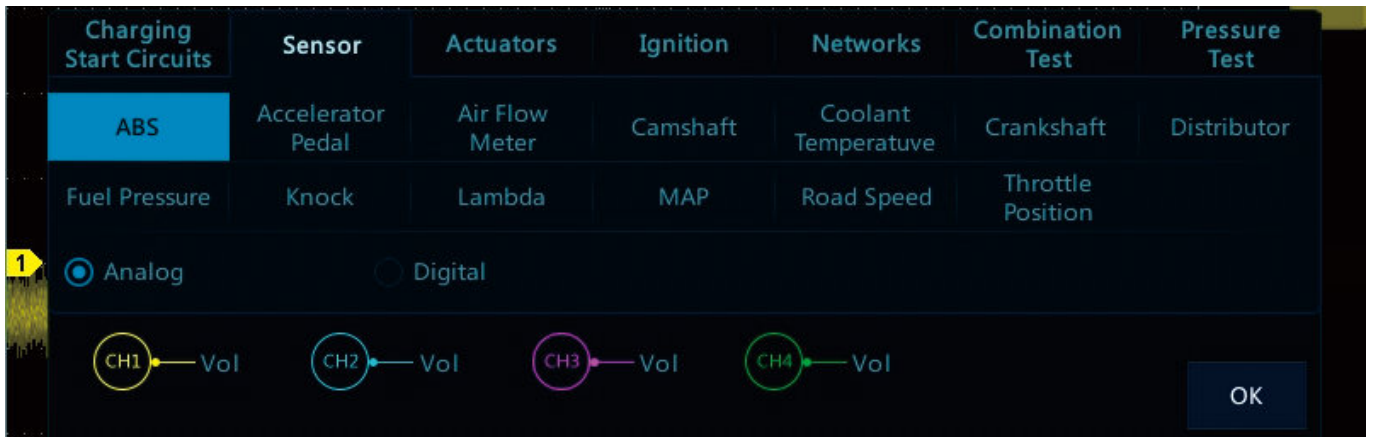 Charging
Start Circuits
Sensor
Actuators
Ignition
Networks
Combination
Test
Pressure
Test
ABS
Accelerator
Pedal
Air Flow
Meter
Camshaft
Coolant
Temperatuve
Crankshaft
Distributor
Fuel Pressure
Knock
Lambda
MAP
Road Speed
Throttle
Position
1
Analog
Digital
CH1 Vol
CH2 Vol
CH3 Vol
CH4 Vol
OK